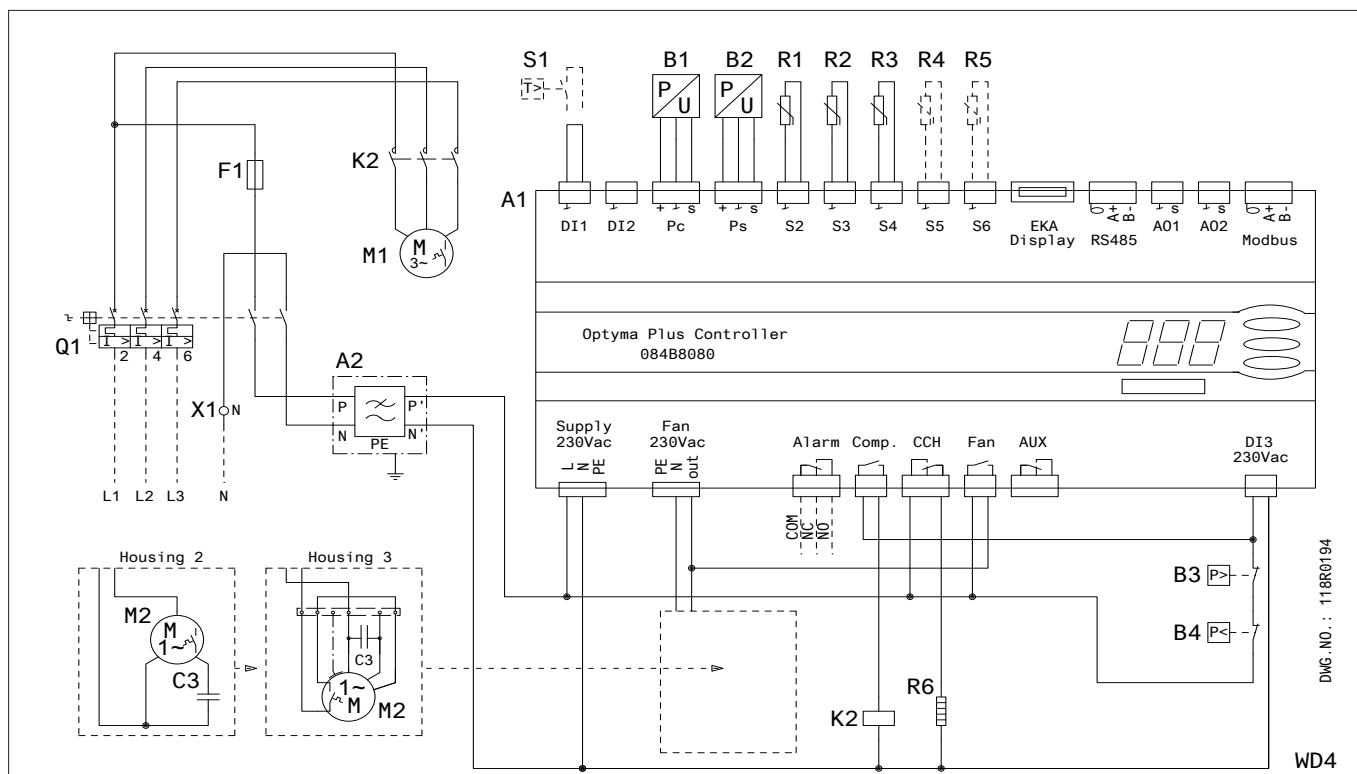 S1 B1 B2 R1 R2 R3 R4 R5
T> P U P U
F1 K2
A1
+ s + s s s O A+ B- O A+ B-
DI1 DI2 Pc Ps S2 S3 S4 S5 S6 EKA Display RS485 AO1 AO2 Modbus
M1 M 3~
Optyma Plus Controller
084B8080
Q1 I > I > I >
2 4 6
A2
X1 N
P P'
N N'
PE
Supply 230Vac Fan 230Vac Alarm Comp. CCH Fan AUX DI3 230Vac
L N PE PE N out
L1 L2 L3 N
COM NC NO
Housing 2 Housing 3
B3 P>
M2 M 1~
B4 P<
C3 C3
1~ M M2
K2 R6
DWG.NO.: 118R0194
WD4